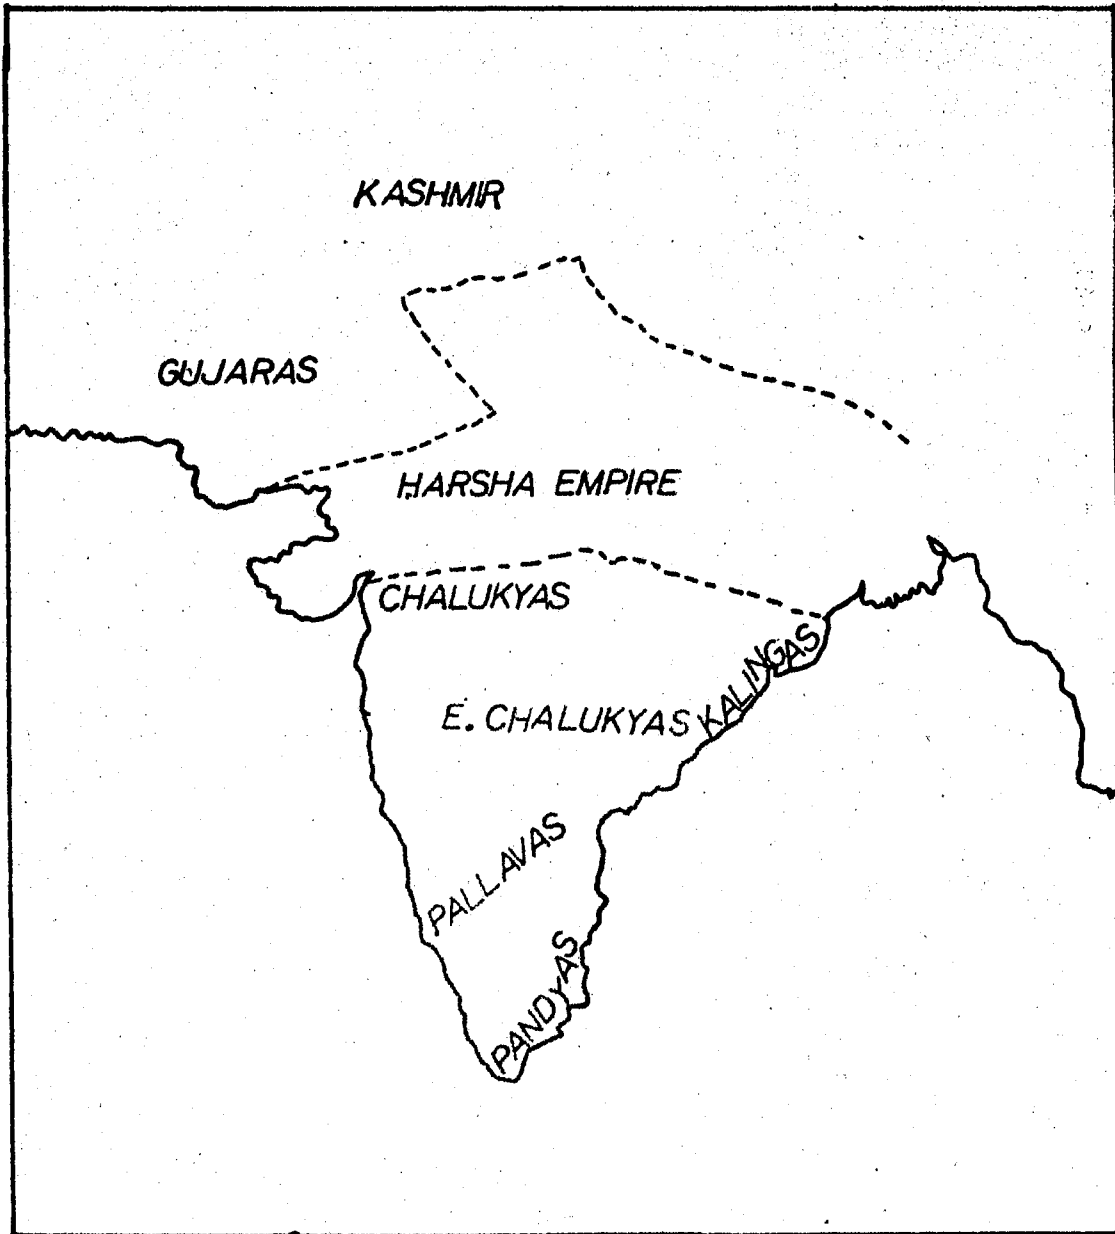 KASHMIR
GUJARAS
HARSHA EMPIRE
CHALUKYAS
E. CHALUKYAS
KALINGAS
PALLAVAS
PANDYAS